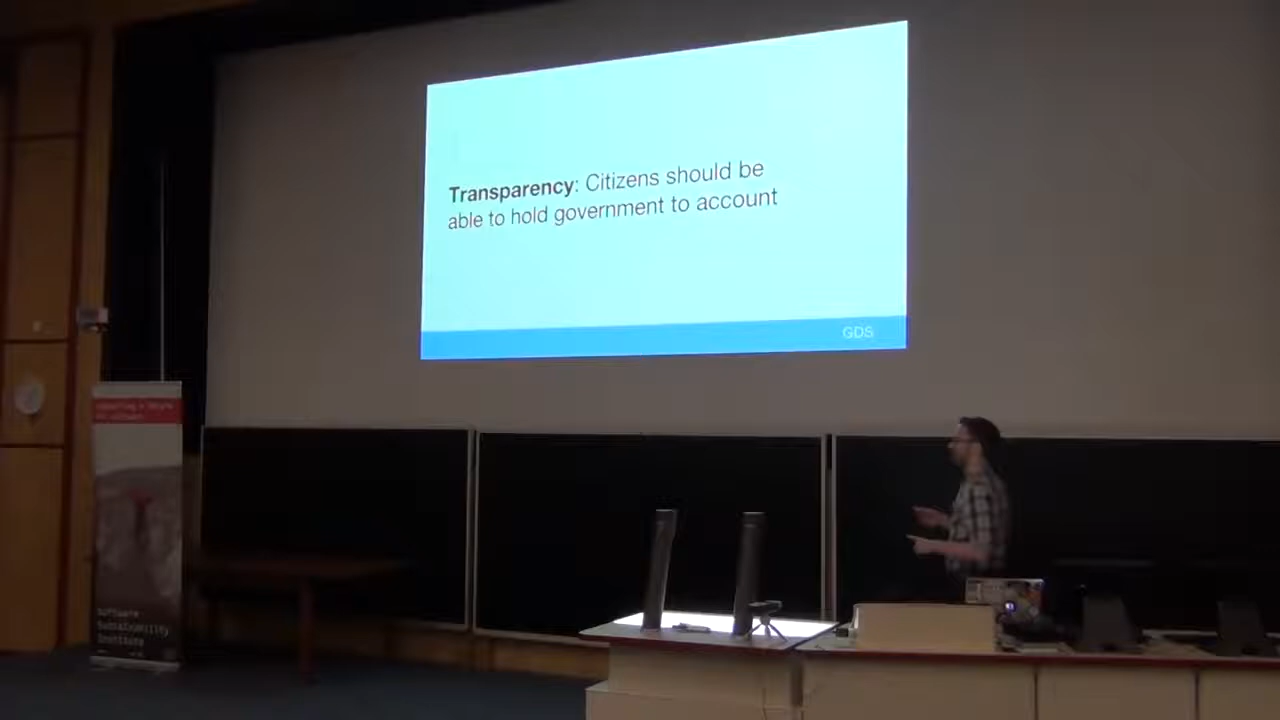 Transparency: Citizens should be
able to hold government to account
GDS
Software
Sustainability
Institute